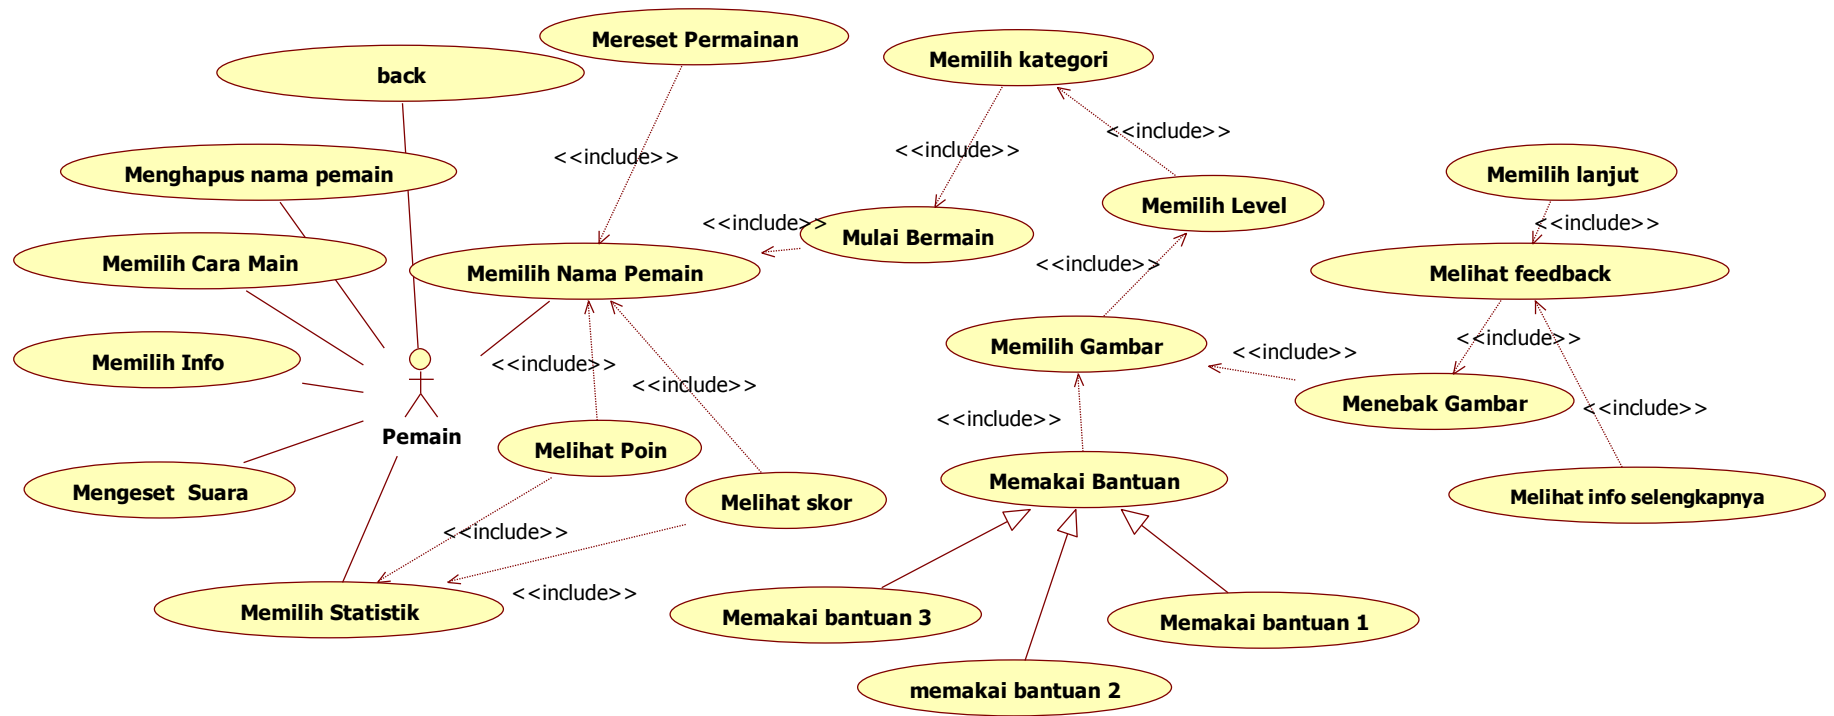 Mereset Permainan
Memilih kategori
back
<<include>>
<<include>>
<<include>>
Menghapus nama pemain
Memilih lanjut
Memilih Level
<<include>>
<<include>>
Mulai Bermain
Memilih Cara Main
Memilih Nama Pemain
<<include>>
Melihat feedback
Memilih Info
<<include>>
Memilih Gambar
<<include>>
<<include>>
<<include>>
Menebak Gambar
<<include>>
<<include>>
Pemain
Melihat Poin
Memakai Bantuan
Mengeset  Suara
Melihat skor
Melihat info selengkapnya
<<include>>
<<include>>
Memilih Statistik
Memakai bantuan 3
Memakai bantuan 1
memakai bantuan 2